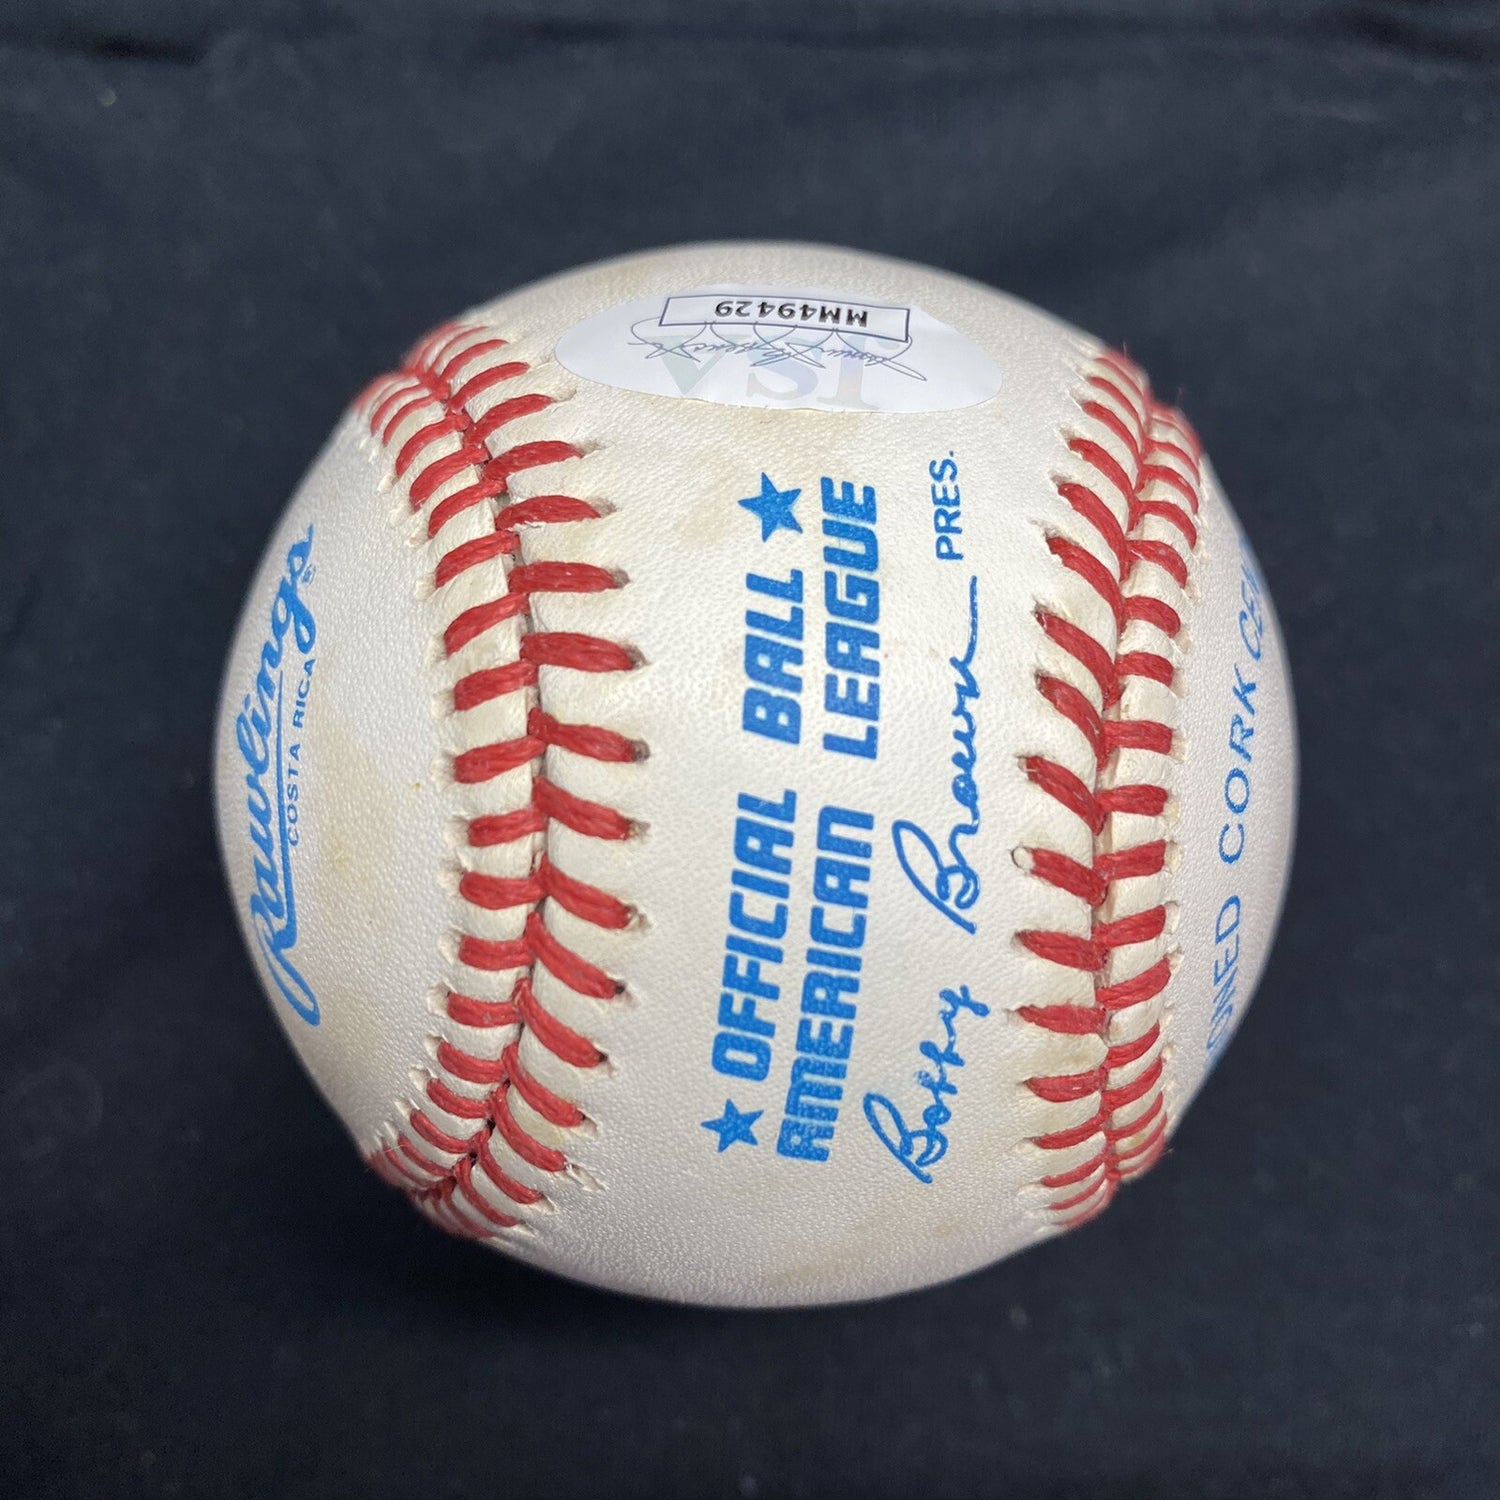 MM49429
JSA
Rawlings®
COSTA RICA
★ OFFICIAL BALL ★
AMERICAN LEAGUE
Bobby Brown PRES.
CORK